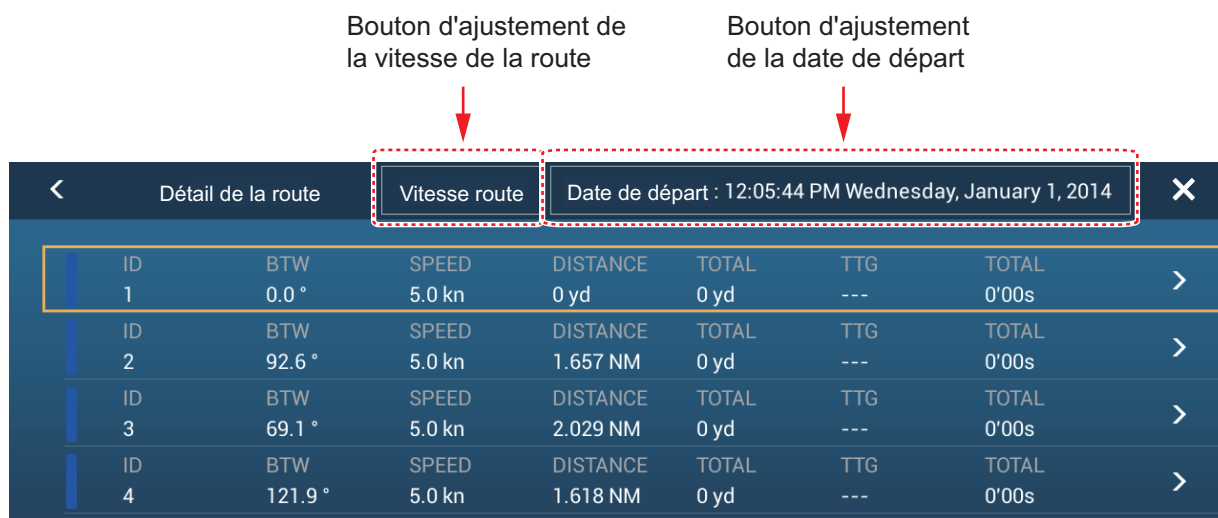 Bouton d'ajustement de
la vitesse de la route
Bouton d'ajustement
de la date de départ
Détail de la route
Vitesse route
Date de départ : 12:05:44 PM Wednesday, January 1, 2014
ID BTW SPEED DISTANCE TOTAL TTG TOTAL
1 0.0 ° 5.0 kn 0 yd 0 yd --- 0'00s
ID BTW SPEED DISTANCE TOTAL TTG TOTAL
2 92.6 ° 5.0 kn 1.657 NM 0 yd --- 0'00s
ID BTW SPEED DISTANCE TOTAL TTG TOTAL
3 69.1 ° 5.0 kn 2.029 NM 0 yd --- 0'00s
ID BTW SPEED DISTANCE TOTAL TTG TOTAL
4 121.9 ° 5.0 kn 1.618 NM 0 yd --- 0'00s